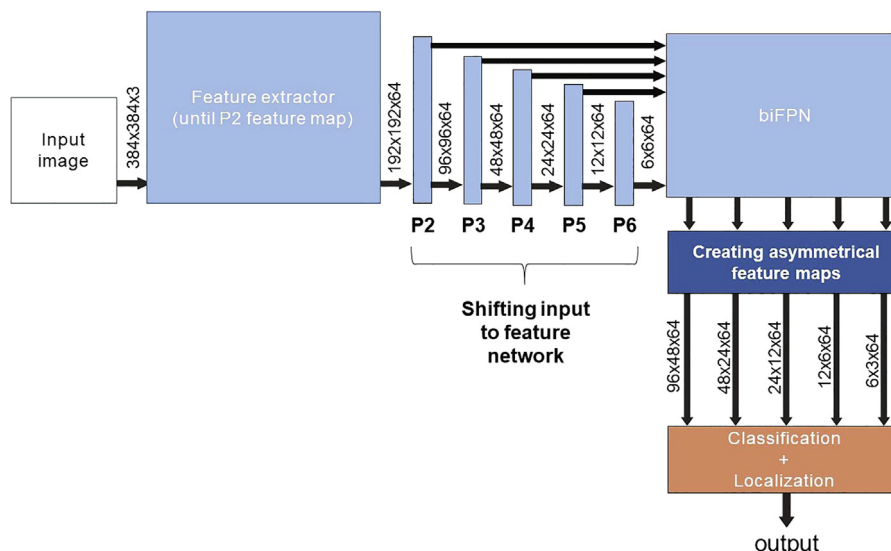 Input
image
384x384x3
Feature extractor
(until P2 feature map)
192x192x64
96x96x64
48x48x64
24x24x64
12x12x64
6x6x64
P2
P3
P4
P5
P6
Shifting input
to feature
network
biFPN
Creating asymmetrical
feature maps
96x48x64
48x24x64
24x12x64
12x6x64
6x3x64
Classification
+
Localization
output